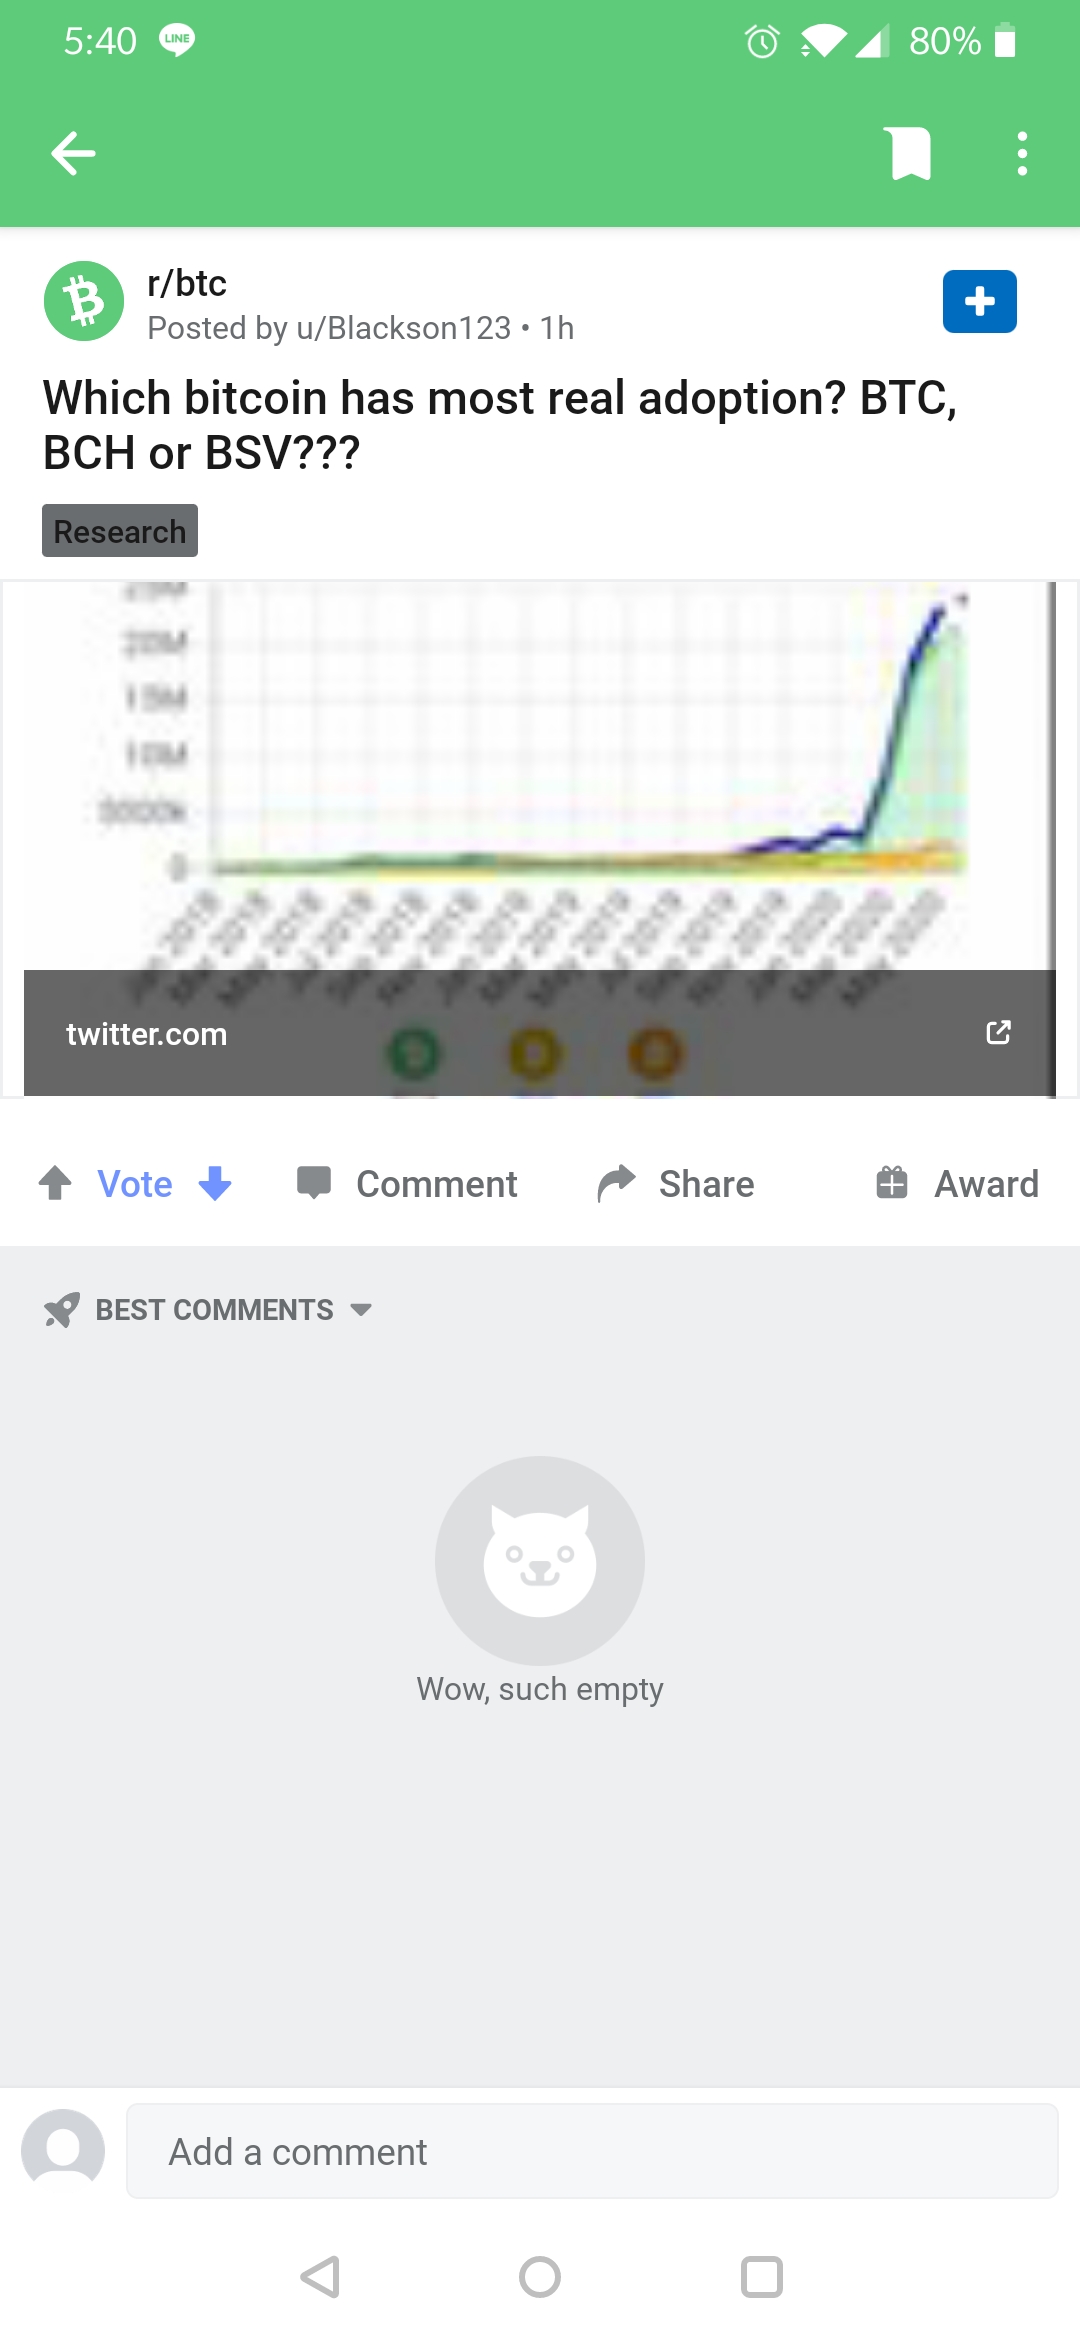 5:40
LINE
80%
r/btc
Posted by u/Blackson123 • 1h
Which bitcoin has most real adoption? BTC,
BCH or BSV???
Research
20M
15M
10M
5000k
0
twitter.com
Vote
Comment
Share
Award
BEST COMMENTS
Wow, such empty
Add a comment